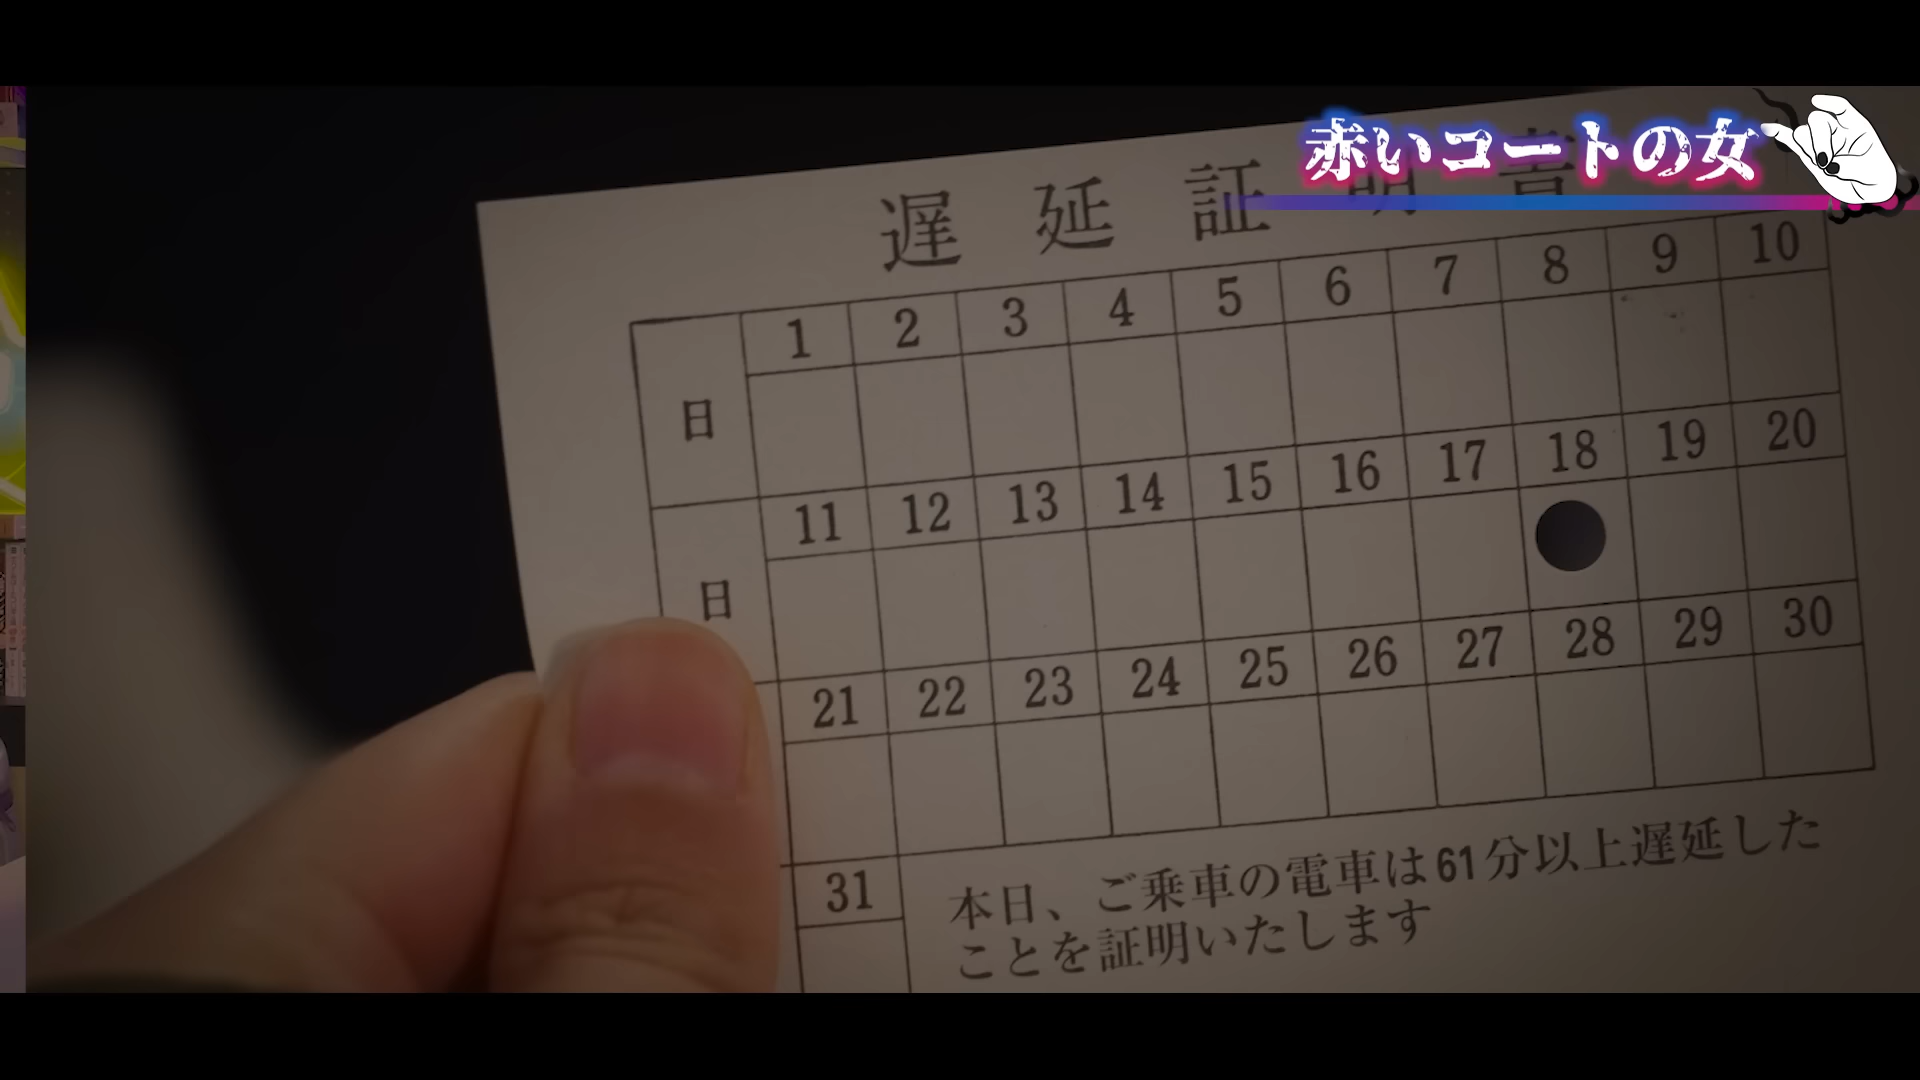 赤いコートの女
遅延証明書
1 2 3 4 5 6 7 8 9 10
日
11 12 13 14 15 16 17 18 19 20
日
21 22 23 24 25 26 27 28 29 30
31
本日、ご乗車の電車は61分以上遅延した
ことを証明いたします